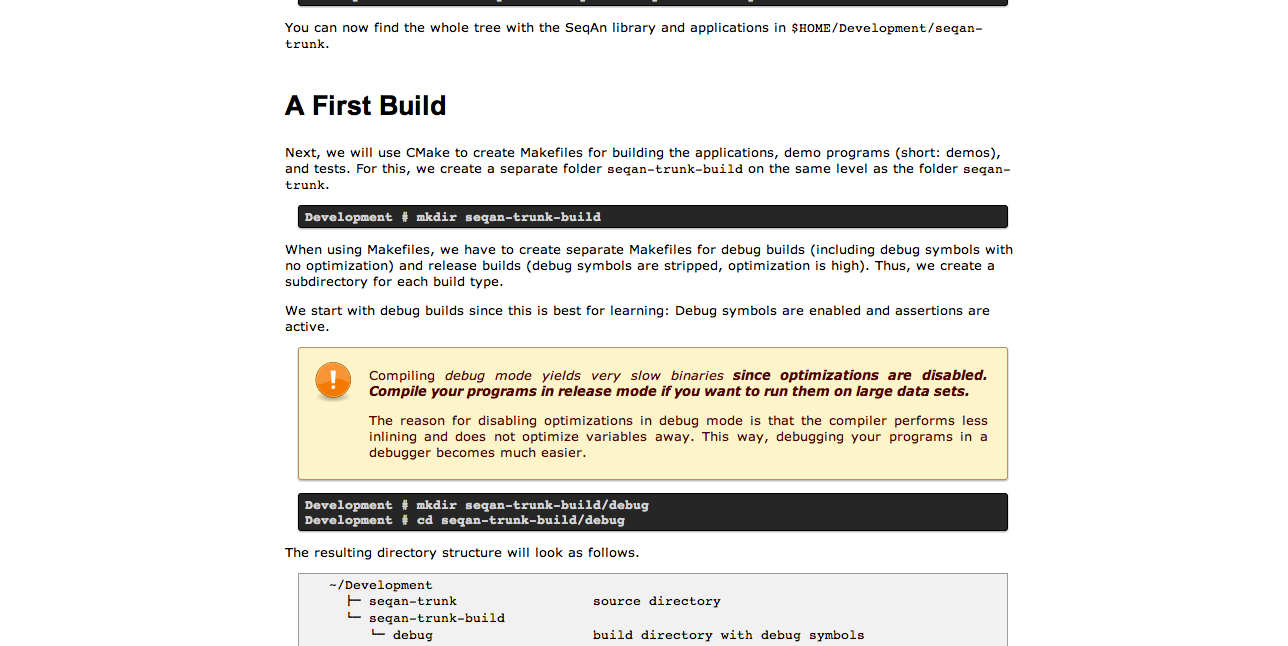 You can now find the whole tree with the SeqAn library and applications in $HOME/Development/seqan-
trunk.
A First Build
Next, we will use CMake to create Makefiles for building the applications, demo programs (short: demos),
and tests. For this, we create a separate folder seqan-trunk-build on the same level as the folder seqan-
trunk.
Development # mkdir seqan-trunk-build
When using Makefiles, we have to create separate Makefiles for debug builds (including debug symbols with
no optimization) and release builds (debug symbols are stripped, optimization is high). Thus, we create a
subdirectory for each build type.
We start with debug builds since this is best for learning: Debug symbols are enabled and assertions are
active.
Compiling debug mode yields very slow binaries since optimizations are disabled.
Compile your programs in release mode if you want to run them on large data sets.
The reason for disabling optimizations in debug mode is that the compiler performs less
inlining and does not optimize variables away. This way, debugging your programs in a
debugger becomes much easier.
Development # mkdir seqan-trunk-build/debug
Development # cd seqan-trunk-build/debug
The resulting directory structure will look as follows.
~/Development
├─ seqan-trunk source directory
└─ seqan-trunk-build
└─ debug build directory with debug symbols